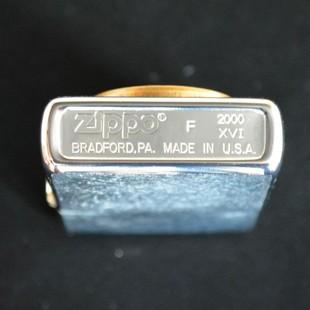 zippo® F 2000
XVI
BRADFORD,PA. MADE IN U.S.A.